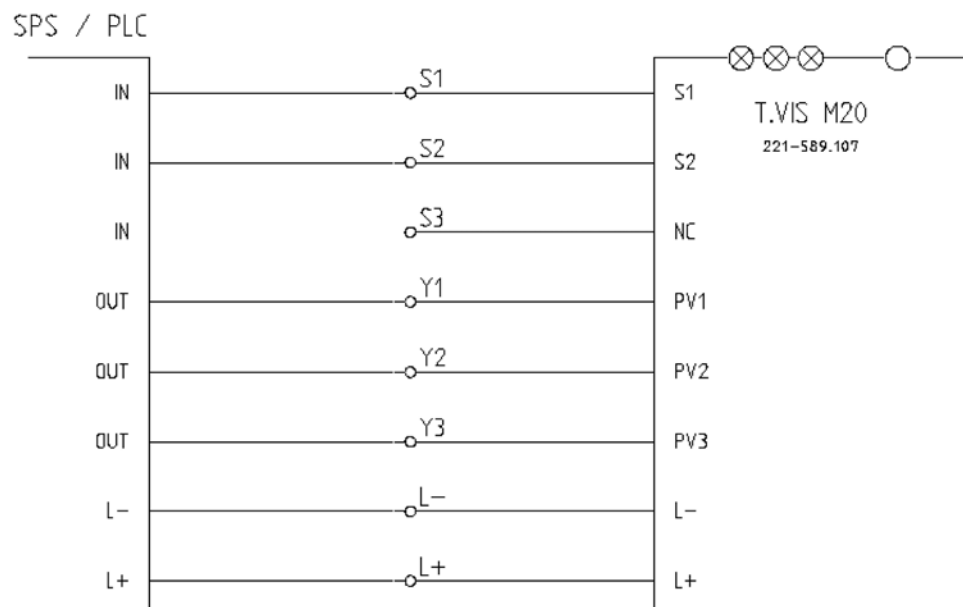 SPS / PLC
IN S1 S1
T.VIS M20
221-589.107
IN S2 S2
IN S3 NC
OUT Y1 PV1
OUT Y2 PV2
OUT Y3 PV3
L- L- L-
L+ L+ L+